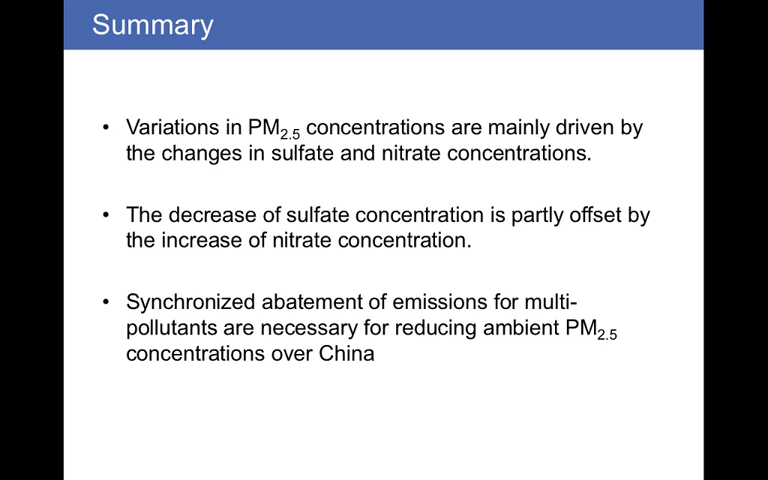 Summary
• Variations in PM2.5 concentrations are mainly driven by
the changes in sulfate and nitrate concentrations.
• The decrease of sulfate concentration is partly offset by
the increase of nitrate concentration.
• Synchronized abatement of emissions for multi-
pollutants are necessary for reducing ambient PM2.5
concentrations over China